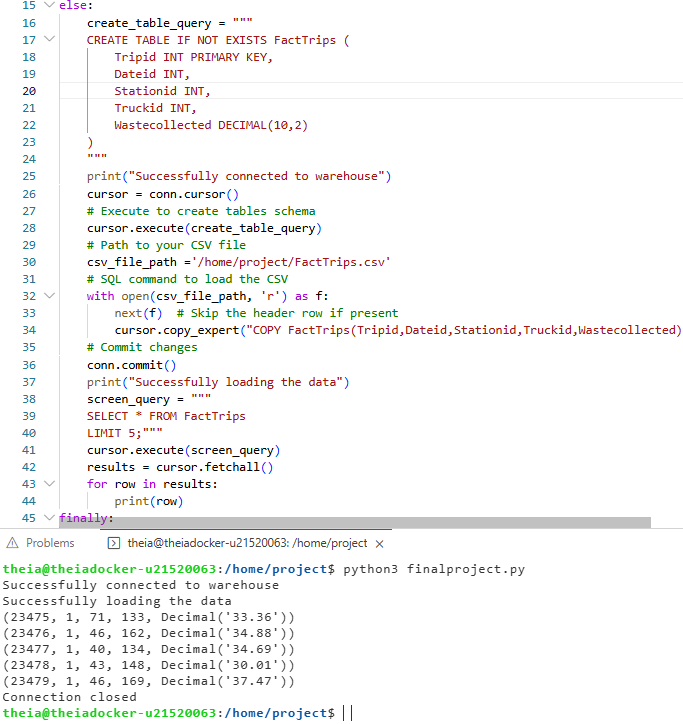 15 else:
16 create_table_query = """
17 CREATE TABLE IF NOT EXISTS FactTrips (
18 Tripid INT PRIMARY KEY,
19 Dateid INT,
20 Stationid INT,
21 Truckid INT,
22 Wastecollected DECIMAL(10,2)
23 )
24 """
25 print("Successfully connected to warehouse")
26 cursor = conn.cursor()
27 # Execute to create tables schema
28 cursor.execute(create_table_query)
29 # Path to your CSV file
30 csv_file_path ='/home/project/FactTrips.csv'
31 # SQL command to load the CSV
32 with open(csv_file_path, 'r') as f:
33 next(f)  # Skip the header row if present
34 cursor.copy_expert("COPY FactTrips(Tripid,Dateid,Stationid,Truckid,Wastecollected)
35 # Commit changes
36 conn.commit()
37 print("Successfully loading the data")
38 screen_query = """
39 SELECT * FROM FactTrips
40 LIMIT 5;"""
41 cursor.execute(screen_query)
42 results = cursor.fetchall()
43 for row in results:
44 print(row)
45 finally:
Problems theia@theiadocker-u21520063: /home/project
theia@theiadocker-u21520063:/home/project$ python3 finalproject.py
Successfully connected to warehouse
Successfully loading the data
(23475, 1, 71, 133, Decimal('33.36'))
(23476, 1, 46, 162, Decimal('34.88'))
(23477, 1, 40, 134, Decimal('34.69'))
(23478, 1, 43, 148, Decimal('30.01'))
(23479, 1, 46, 169, Decimal('37.47'))
Connection closed
theia@theiadocker-u21520063:/home/project$